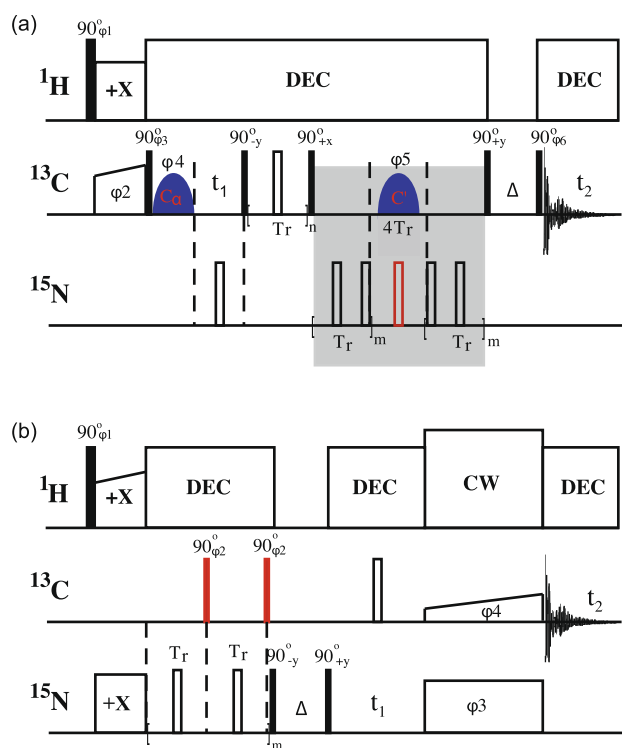 (a)
90°φ1
¹H
+X
DEC
90°φ3 φ4 90°-y 90°+x φ5 90°+y 90°φ6
¹³C
φ2 Cα t₁ C' Δ t₂
[ Tr ]n 4Tr
¹⁵N
[ Tr ]m [ Tr ]m
(b)
90°φ1
¹H
+X DEC DEC CW DEC
90°φ2 90°φ2
¹³C
φ4 t₂
Tr Tr 90°-y 90°+y
¹⁵N
+X Δ t₁ φ3
[ ]m